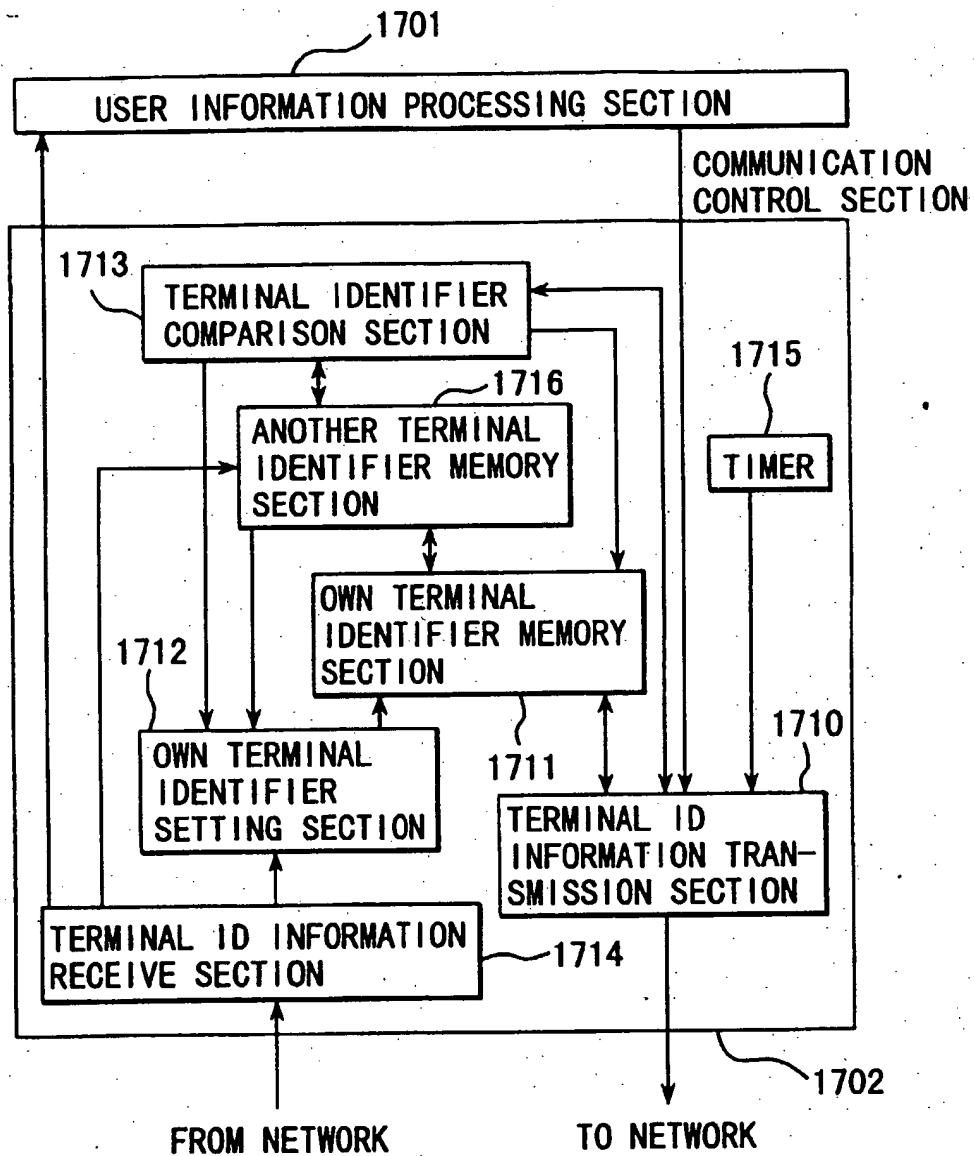 1701
USER INFORMATION PROCESSING SECTION
COMMUNICATION
CONTROL SECTION
1713
TERMINAL IDENTIFIER
COMPARISON SECTION
1715
TIMER
1716
ANOTHER TERMINAL
IDENTIFIER MEMORY
SECTION
OWN TERMINAL
IDENTIFIER MEMORY
SECTION
1712
1711
1710
OWN TERMINAL
IDENTIFIER
SETTING SECTION
TERMINAL ID
INFORMATION TRAN-
SMISSION SECTION
TERMINAL ID INFORMATION
RECEIVE SECTION
1714
1702
FROM NETWORK
TO NETWORK